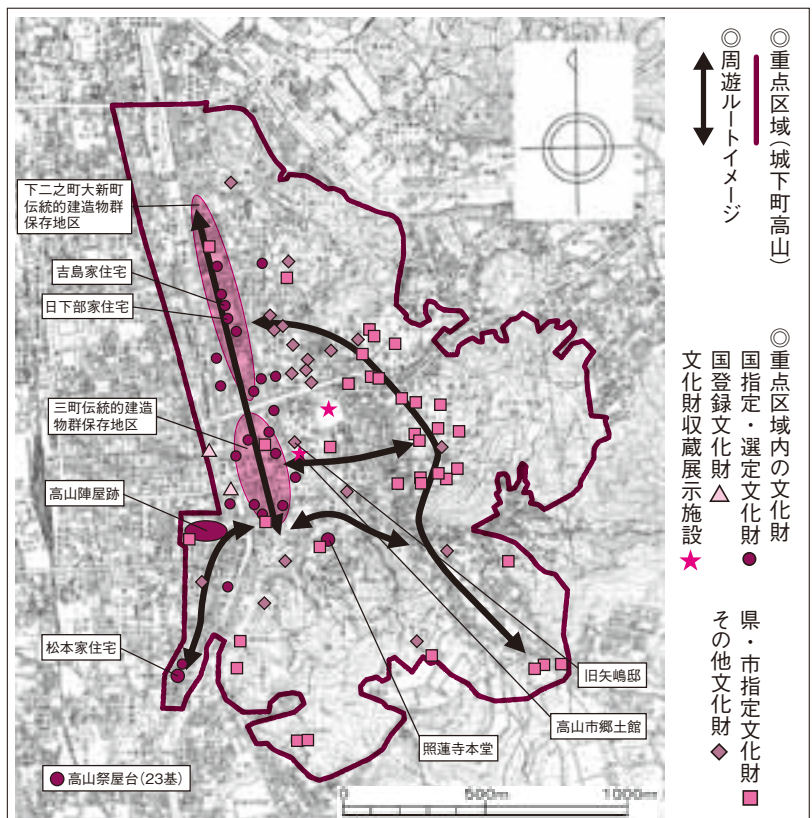 ◎重点区域(城下町高山)
◎周遊ルートイメージ
◎重点区域内の文化財
国指定・選定文化財
国登録文化財
文化財収蔵展示施設
県・市指定文化財
その他文化財
下二之町大新町
伝統的建造物群
保存地区
吉島家住宅
日下部家住宅
三町伝統的建造
物群保存地区
高山陣屋跡
松本家住宅
旧矢嶋邸
高山市郷土館
照蓮寺本堂
高山祭屋台(23基)
0 500m 1000m